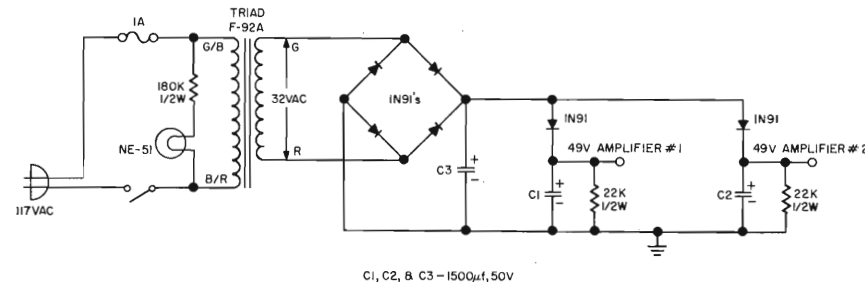 TRIAD
F-92A
1A
G/B
G
180K
1/2W
32VAC
1N91's
NE-51
R
B/R
117VAC
C3
+
-
1N91
1N91
49V AMPLIFIER #1
49V AMPLIFIER #2
C1
+
-
22K
1/2W
C2
+
-
22K
1/2W
C1, C2, & C3-1500µf, 50V